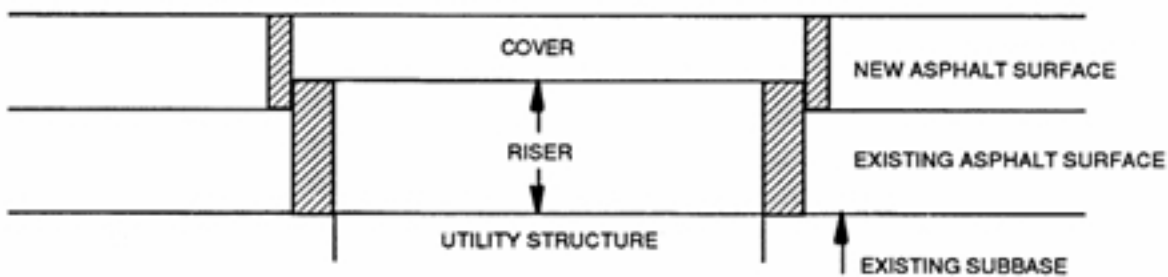 COVER
NEW ASPHALT SURFACE
RISER
EXISTING ASPHALT SURFACE
UTILITY STRUCTURE
EXISTING SUBBASE